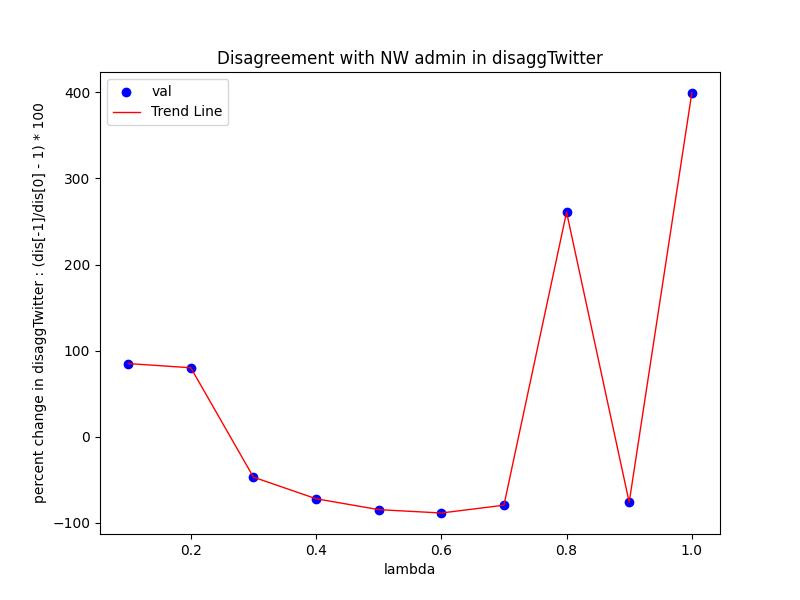 Disagreement with NW admin in disaggTwitter
val
Trend Line
percent change in disaggTwitter : (dis[-1]/dis[0] - 1) * 100
400
300
200
100
0
−100
0.2 0.4 0.6 0.8 1.0
lambda